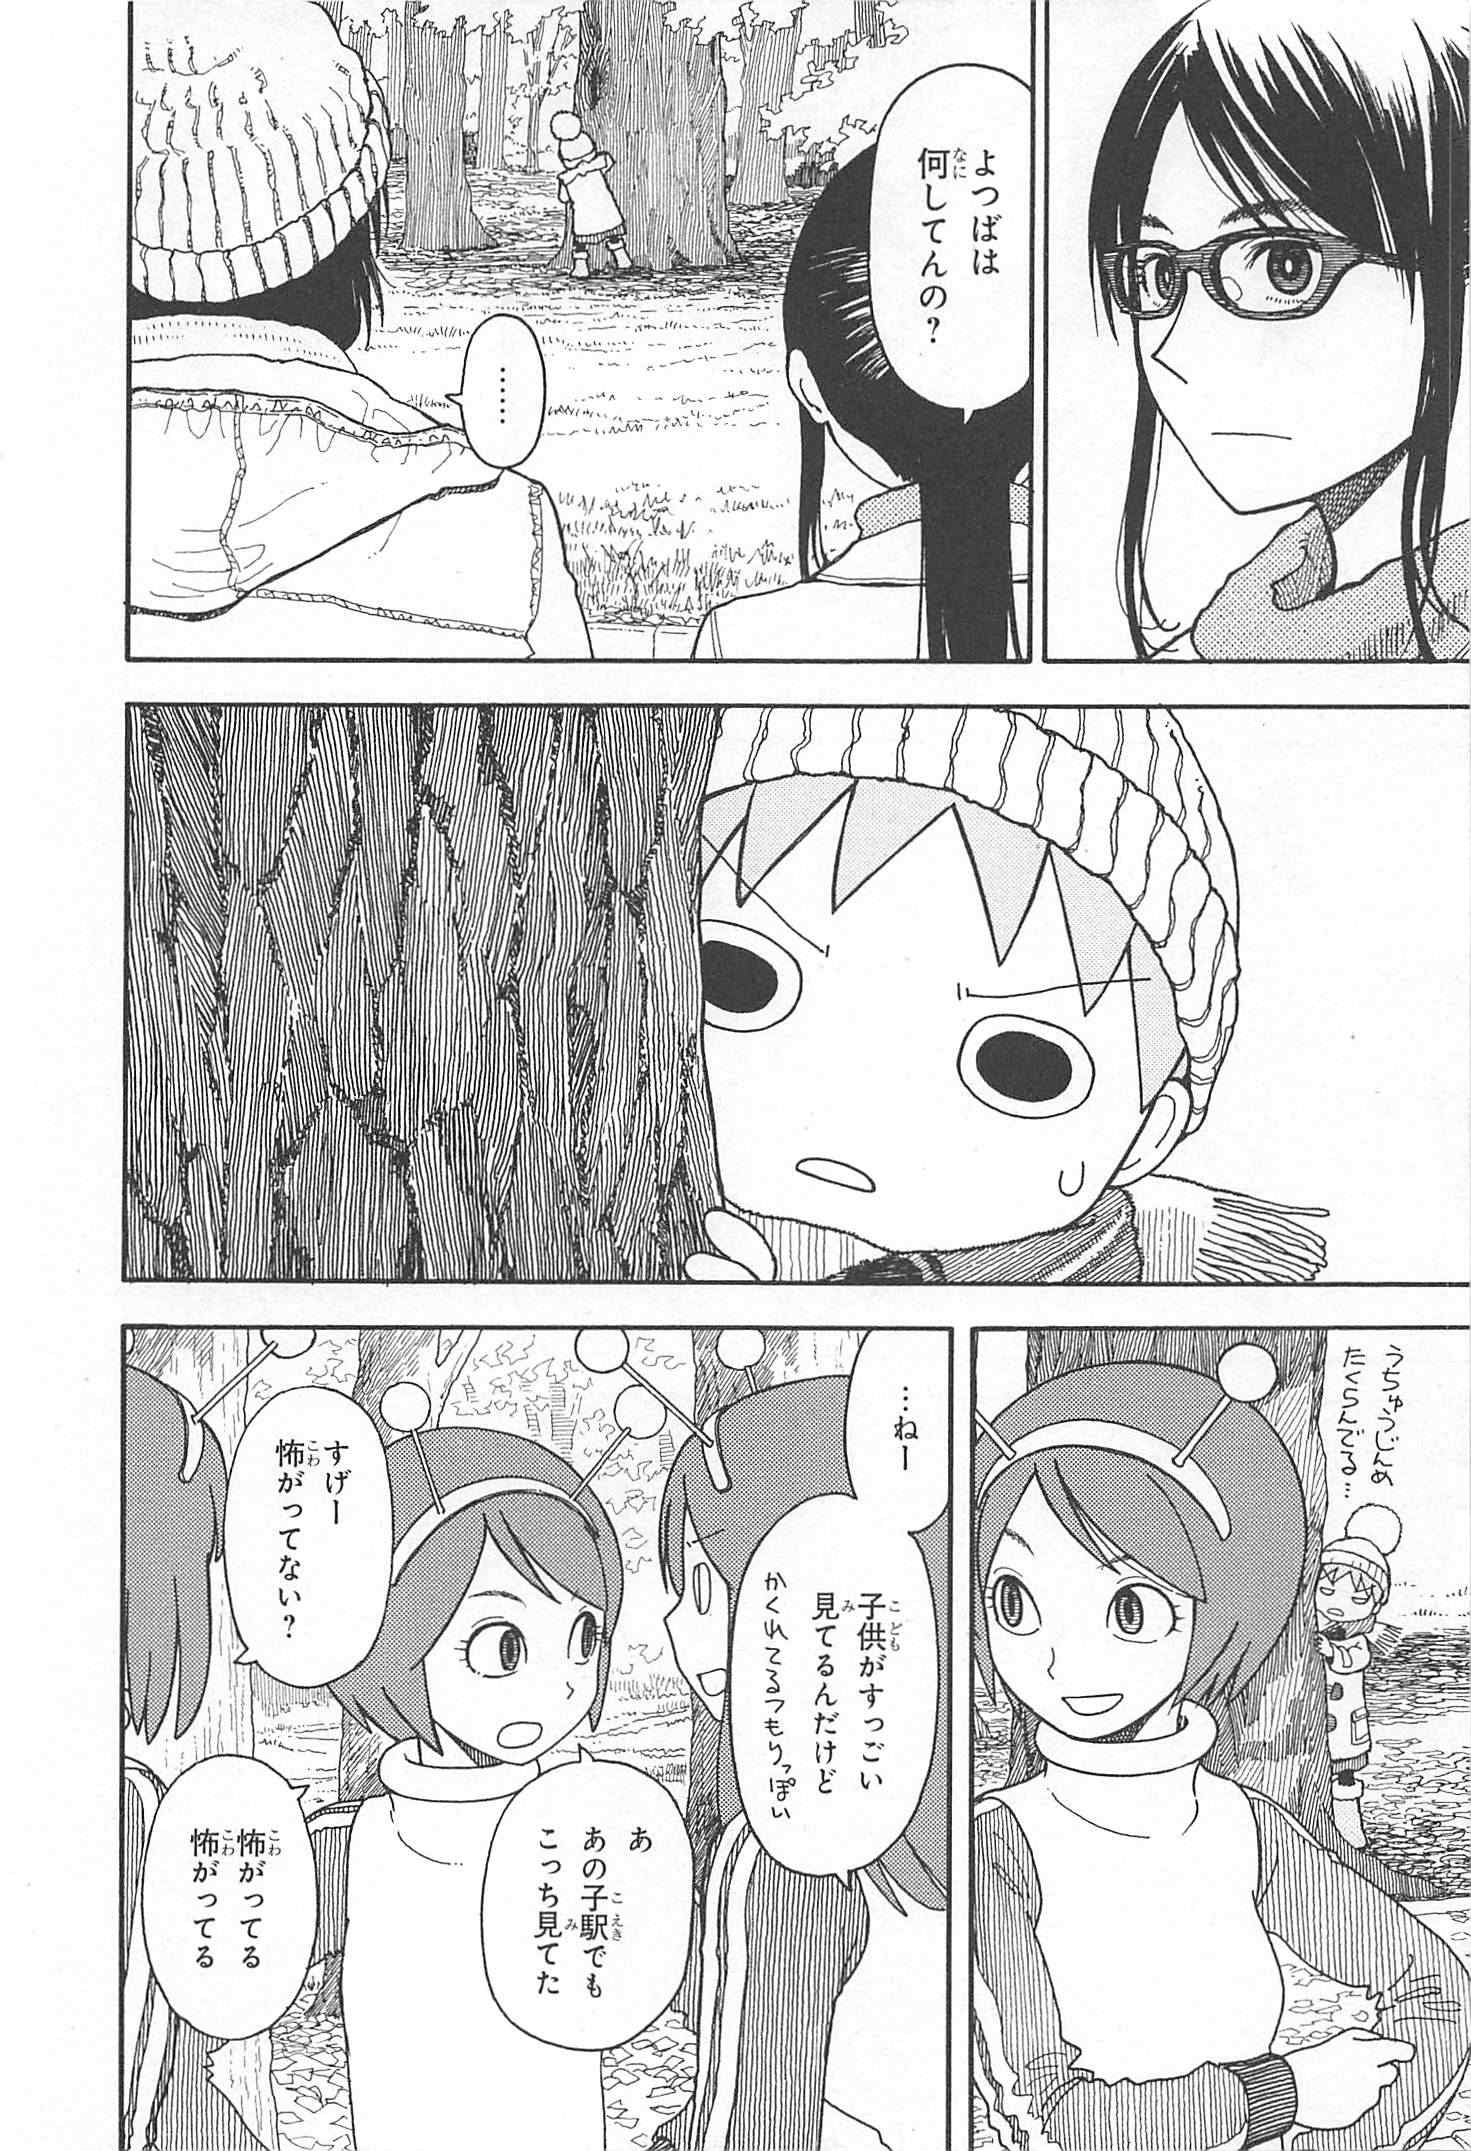 よつばは
何してんの？
……
うちゅうじんめ
たくらんでる…
…ねー
子供がすっごい
見てるんだけど
かくれてるつもりっぽい
あ
あの子駅でも
こっち見てた
すげー
怖がってない？
怖がってる
怖がってる